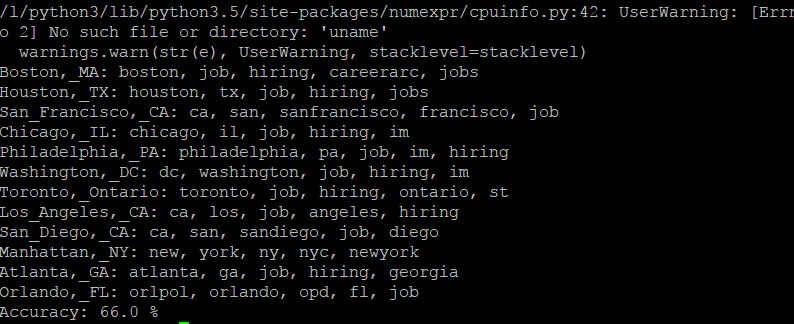 /l/python3/lib/python3.5/site-packages/numexpr/cpuinfo.py:42: UserWarning: [Errn
o 2] No such file or directory: 'uname'
  warnings.warn(str(e), UserWarning, stacklevel=stacklevel)
Boston,_MA: boston, job, hiring, careerarc, jobs
Houston,_TX: houston, tx, job, hiring, jobs
San_Francisco,_CA: ca, san, sanfrancisco, francisco, job
Chicago,_IL: chicago, il, job, hiring, im
Philadelphia,_PA: philadelphia, pa, job, im, hiring
Washington,_DC: dc, washington, job, hiring, im
Toronto,_Ontario: toronto, job, hiring, ontario, st
Los_Angeles,_CA: ca, los, job, angeles, hiring
San_Diego,_CA: ca, san, sandiego, job, diego
Manhattan,_NY: new, york, ny, nyc, newyork
Atlanta,_GA: atlanta, ga, job, hiring, georgia
Orlando,_FL: orlpol, orlando, opd, fl, job
Accuracy: 66.0 %